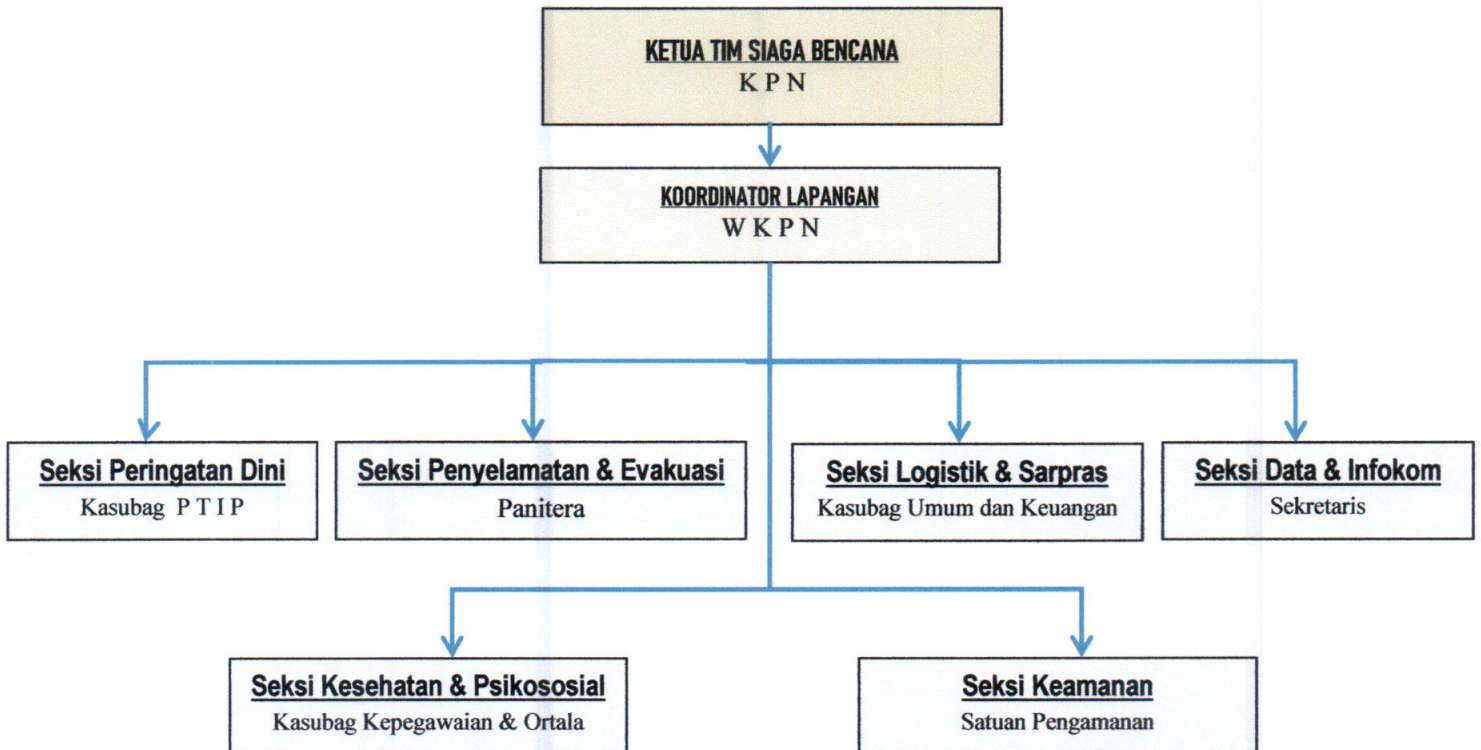 KETUA TIM SIAGA BENCANA
K P N
KOORDINATOR LAPANGAN
W K P N
Seksi Peringatan Dini
Kasubag P T I P
Seksi Penyelamatan & Evakuasi
Panitera
Seksi Logistik & Sarpras
Kasubag Umum dan Keuangan
Seksi Data & Infokom
Sekretaris
Seksi Kesehatan & Psikososial
Kasubag Kepegawaian & Ortala
Seksi Keamanan
Satuan Pengamanan